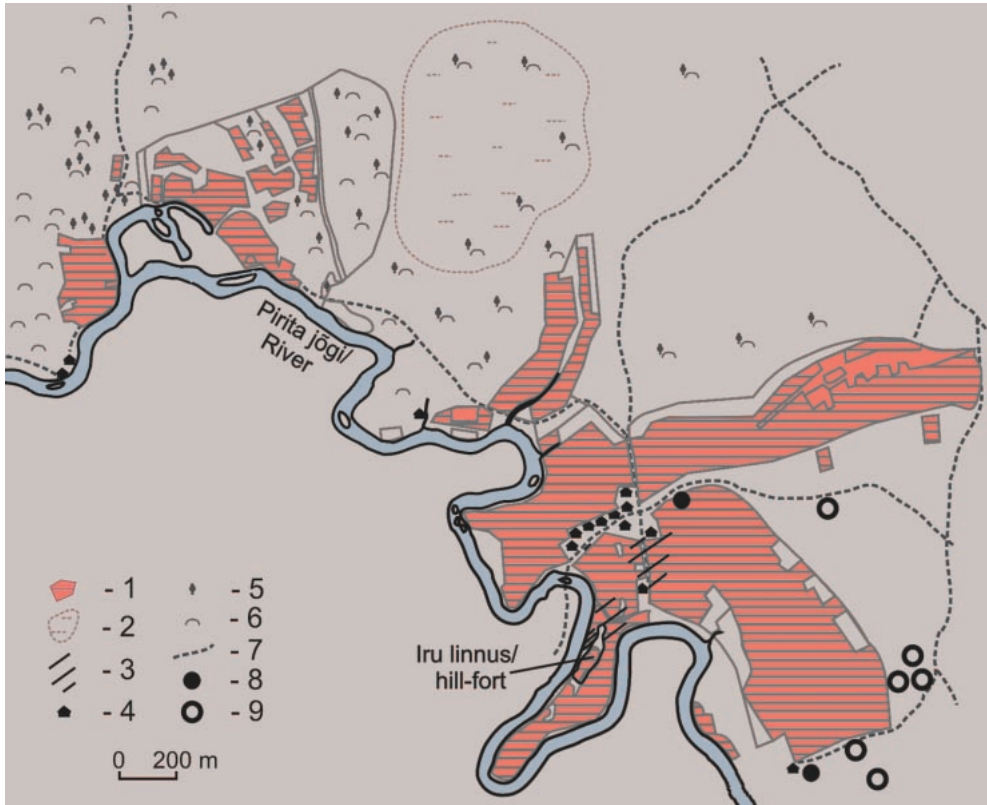 Pirita jõgi/
River
Iru linnus/
hill-fort
- 1
- 2
- 3
- 4
- 5
- 6
- 7
- 8
- 9
0 200 m